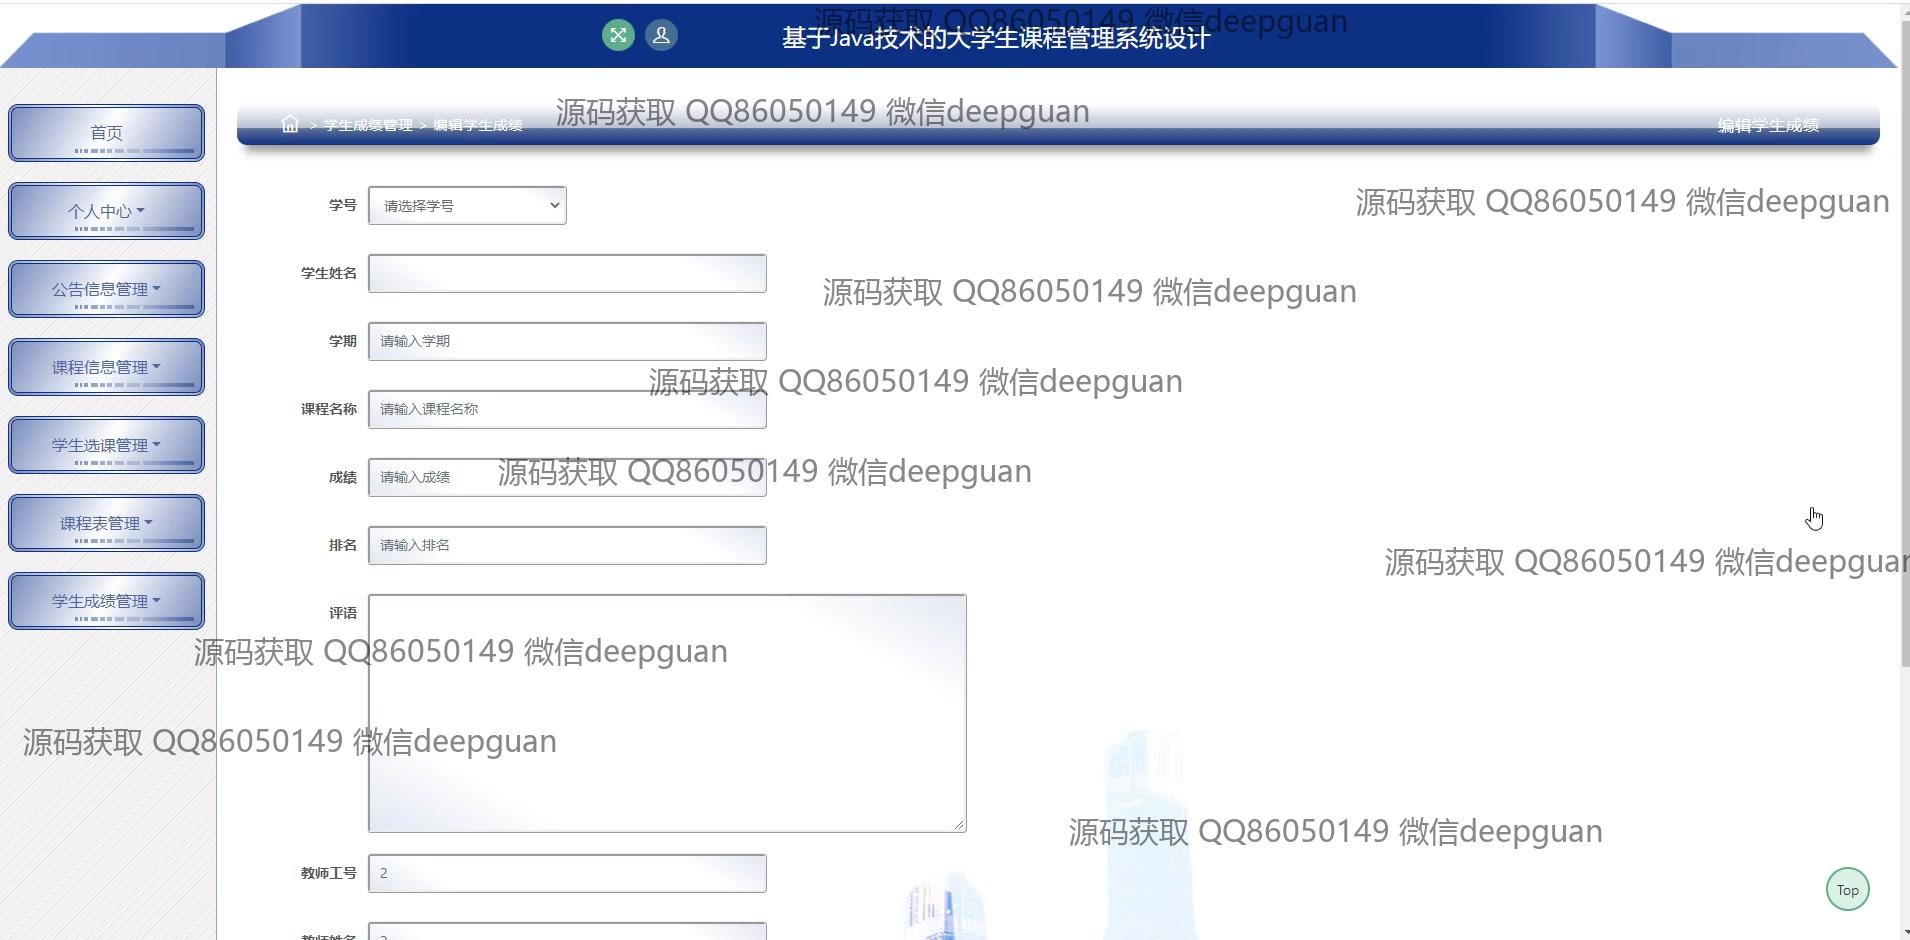 源码获取 QQ86050149 微信deepguan
基于Java技术的大学生课程管理系统设计
首页
个人中心
公告信息管理
课程信息管理
学生选课管理
课程表管理
学生成绩管理
> 学生成绩管理 > 编辑学生成绩
源码获取 QQ86050149 微信deepguan
编辑学生成绩
学号 请选择学号
源码获取 QQ86050149 微信deepguan
学生姓名
源码获取 QQ86050149 微信deepguan
学期 请输入学期
源码获取 QQ86050149 微信deepguan
课程名称 请输入课程名称
成绩 请输入成绩
源码获取 QQ86050149 微信deepguan
排名 请输入排名
源码获取 QQ86050149 微信deepguan
评语
源码获取 QQ86050149 微信deepguan
源码获取 QQ86050149 微信deepguan
源码获取 QQ86050149 微信deepguan
教师工号 2
Top
教师姓名 2